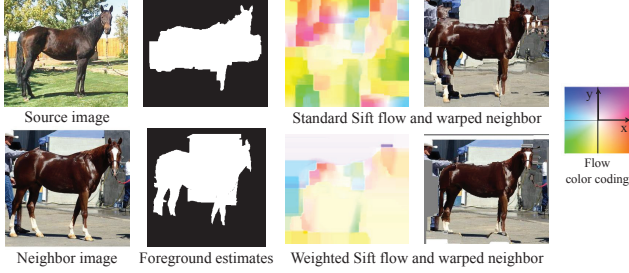 Source image
Standard Sift flow and warped neighbor
y
x
Flow
color coding
Neighbor image
Foreground estimates
Weighted Sift flow and warped neighbor